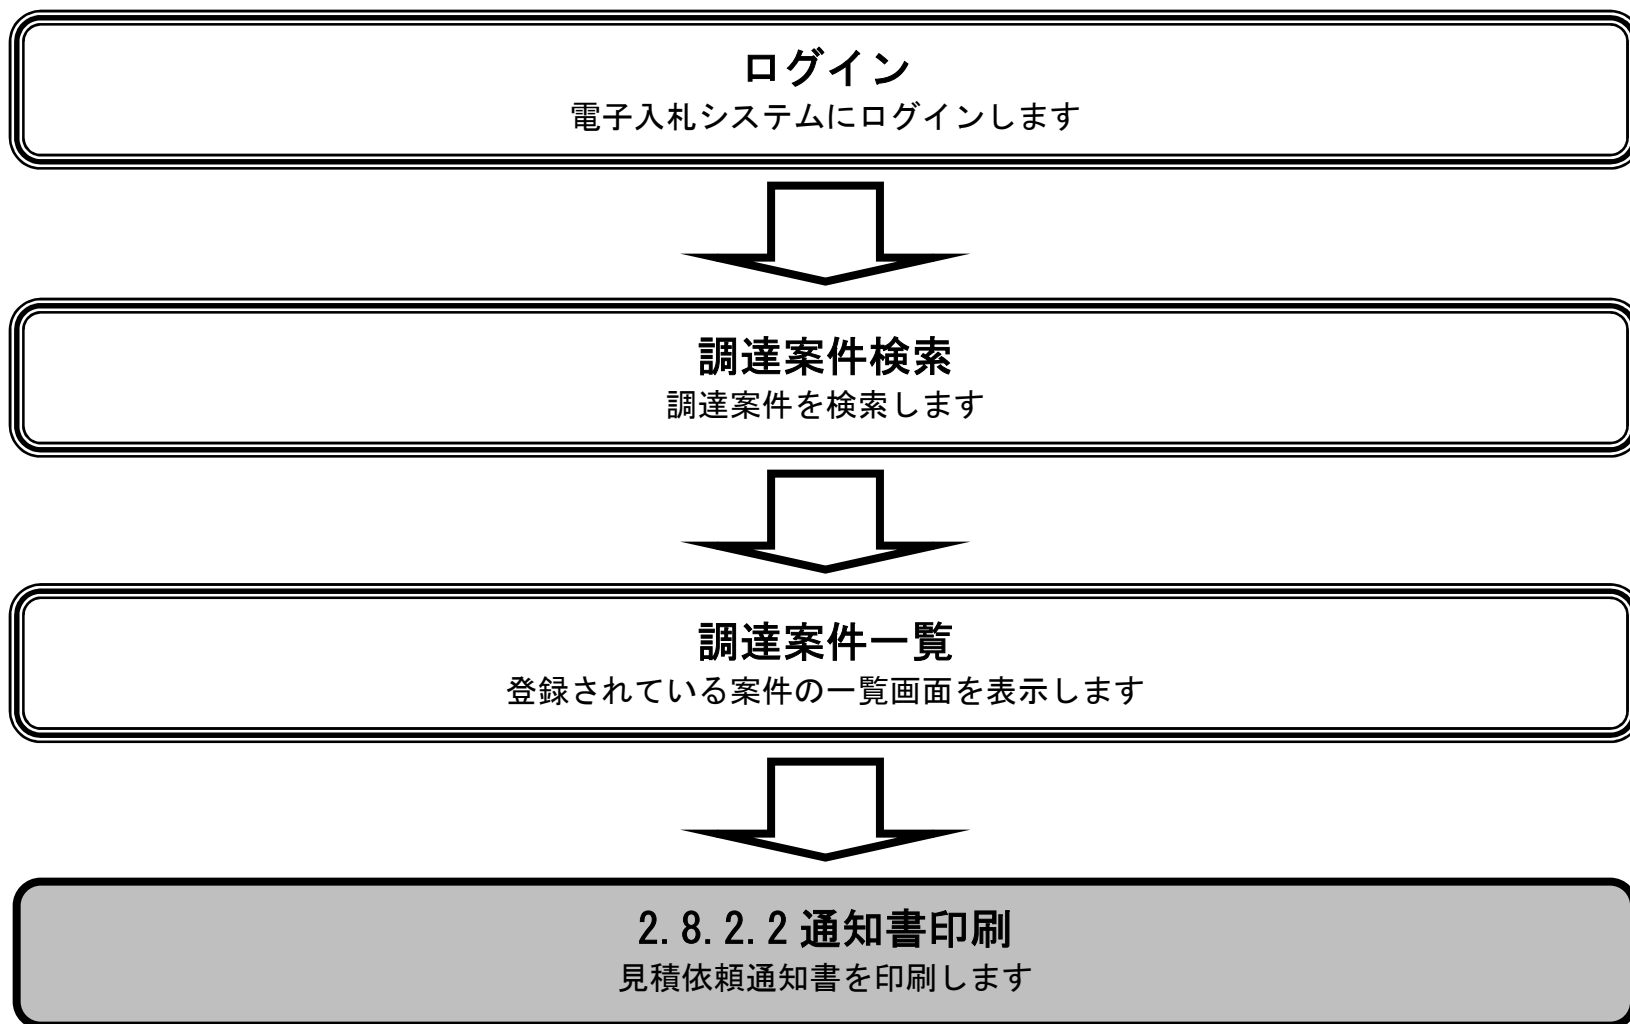 ログイン
電子入札システムにログインします
調達案件検索
調達案件を検索します
調達案件一覧
登録されている案件の一覧画面を表示します
2.8.2.2 通知書印刷
見積依頼通知書を印刷します